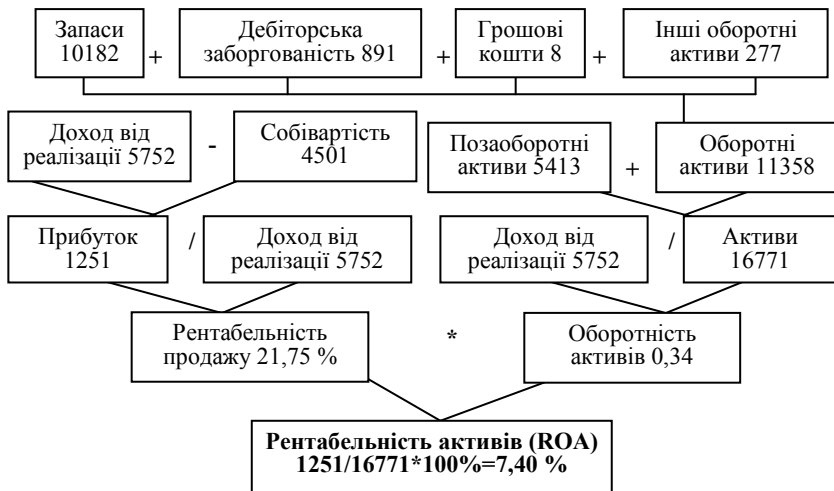 Запаси
10182
+
Дебіторська
заборгованість 891
+
Грошові
кошти 8
+
Інші оборотні
активи 277
Доход від
реалізації 5752
-
Собівартість
4501
Позаоборотні
активи 5413
+
Оборотні
активи 11358
Прибуток
1251
/
Доход від
реалізації 5752
Доход від
реалізації 5752
/
Активи
16771
Рентабельність
продажу 21,75 %
*
Оборотність
активів 0,34
Рентабельність активів (ROA)
1251/16771*100%=7,40 %